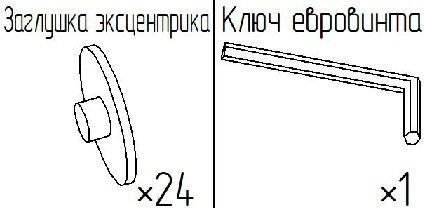 Заглушка эксцентрика
×24
Ключ евровинта
×1